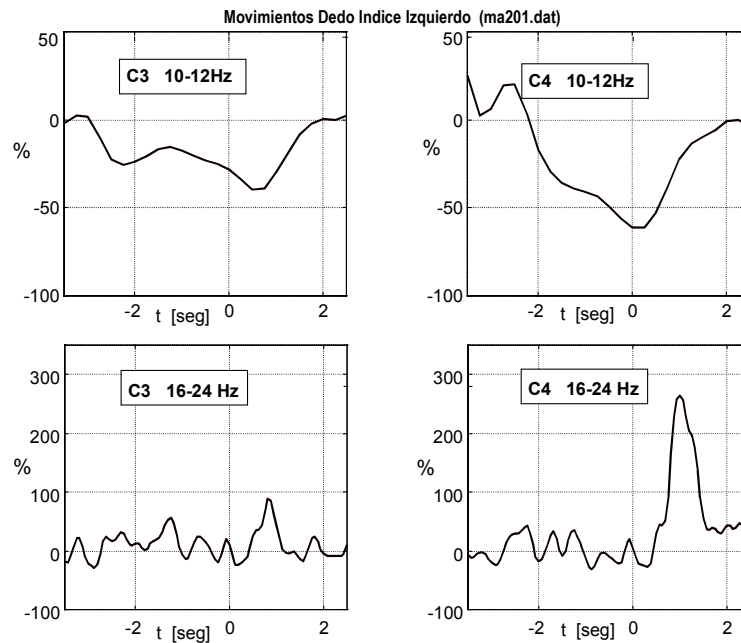 Movimientos Dedo Indice Izquierdo (ma201.dat)
50
C3 10-12Hz
0
%
-50
-100
-2 0 2
t [seg]
50
C4 10-12Hz
0
%
-50
-100
-2 0 2
t [seg]
300
C3 16-24 Hz
200
%
100
0
-100
-2 0 2
t [seg]
300
C4 16-24 Hz
200
%
100
0
-100
-2 0 2
t [seg]